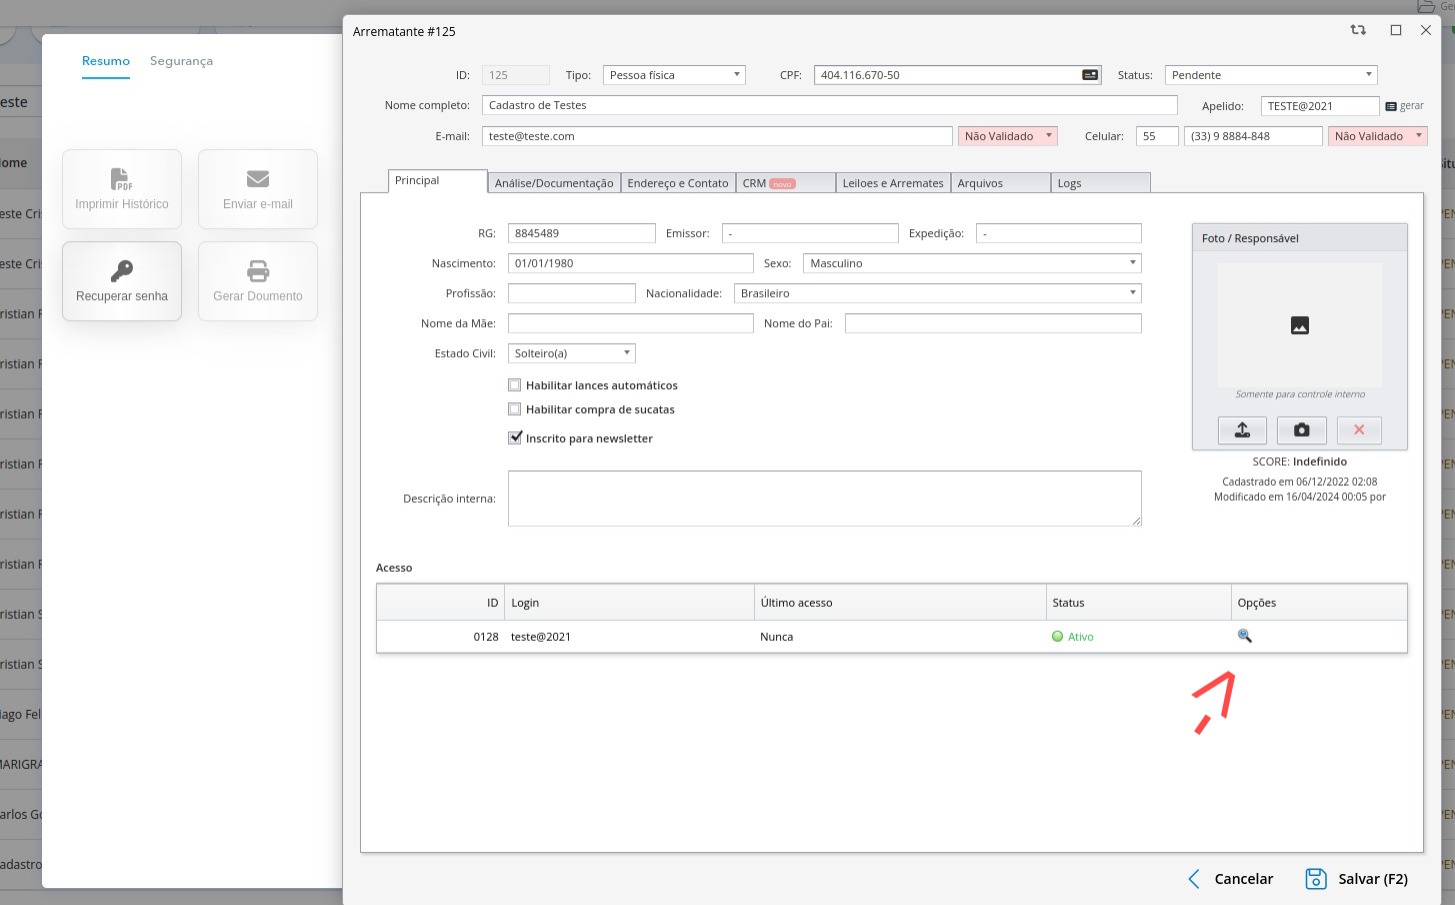 Ge
Resumo Segurança
este
ome
Imprimir Histórico
Enviar e-mail
Recuperar senha
Gerar Doumento
este Cri
este Cri
ristian F
ristian F
ristian F
ristian F
ristian F
ristian F
ristian S
ristian S
iago Fel
MARIGRA
arlos Go
adastro
Arrematante #125
ID: 125 Tipo: Pessoa física CPF: 404.116.670-50 Status: Pendente
Nome completo: Cadastro de Testes Apelido: TESTE@2021 gerar
E-mail: teste@teste.com Não Validado Celular: 55 (33) 9 8884-848 Não Validado
Principal Análise/Documentação Endereço e Contato CRM novo Leiloes e Arremates Arquivos Logs
RG: 8845489 Emissor: - Expedição: -
Nascimento: 01/01/1980 Sexo: Masculino
Profissão: Nacionalidade: Brasileiro
Nome da Mãe: Nome do Pai:
Estado Civil: Solteiro(a)
Habilitar lances automáticos
Habilitar compra de sucatas
Inscrito para newsletter
Descrição interna:
Foto / Responsável
Somente para controle interno
SCORE: Indefinido
Cadastrado em 06/12/2022 02:08
Modificado em 16/04/2024 00:05 por
Acesso
ID Login Último acesso Status Opções
0128 teste@2021 Nunca Ativo
Cancelar Salvar (F2)